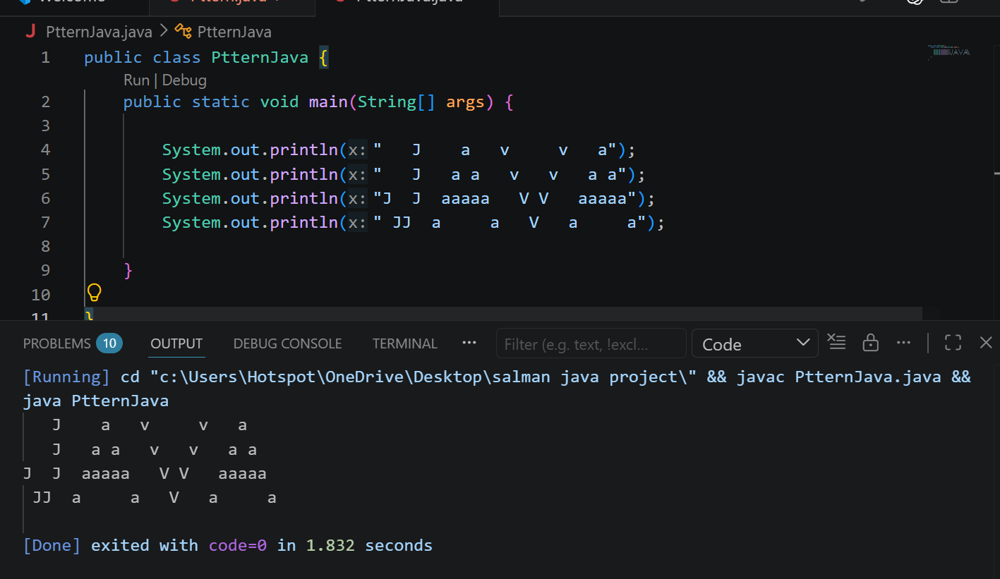 PtternJava.java > PtternJava
1 public class PtternJava {
Run | Debug
2     public static void main(String[] args) {
3
4         System.out.println(x: "   J    a   v     v   a");
5         System.out.println(x: "   J   a a   v   v   a a");
6         System.out.println(x: "J  J  aaaaa   V V   aaaaa");
7         System.out.println(x: " JJ  a     a   V   a     a");
8
9     }
10
11 }
PROBLEMS 10 OUTPUT DEBUG CONSOLE TERMINAL ··· Filter (e.g. text, !excl... Code
[Running] cd "c:\Users\Hotspot\OneDrive\Desktop\salman java project\" && javac PtternJava.java &&
java PtternJava
   J    a   v     v   a
   J   a a   v   v   a a
J  J  aaaaa   V V   aaaaa
 JJ  a     a   V   a     a
[Done] exited with code=0 in 1.832 seconds